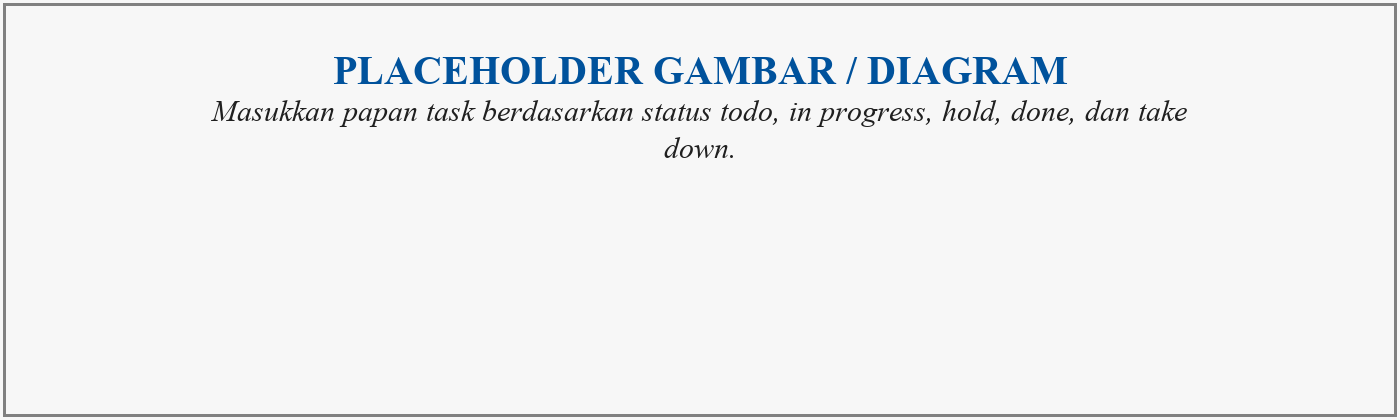 PLACEHOLDER GAMBAR / DIAGRAM
Masukkan papan task berdasarkan status todo, in progress, hold, done, dan take
down.